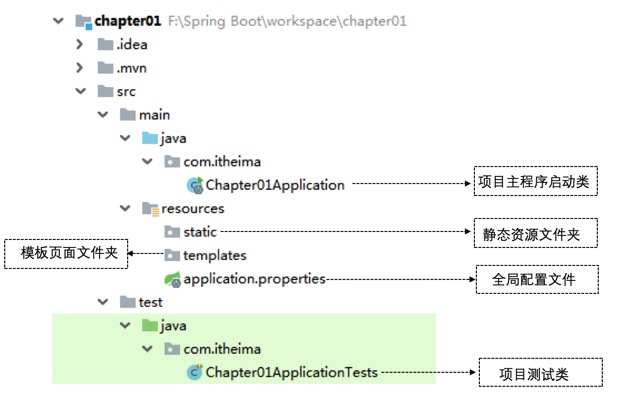 chapter01 F:\Spring Boot\workspace\chapter01
.idea
.mvn
src
main
java
com.itheima
Chapter01Application 项目主程序启动类
resources
static 静态资源文件夹
模板页面文件夹 templates
application.properties 全局配置文件
test
java
com.itheima
Chapter01ApplicationTests 项目测试类